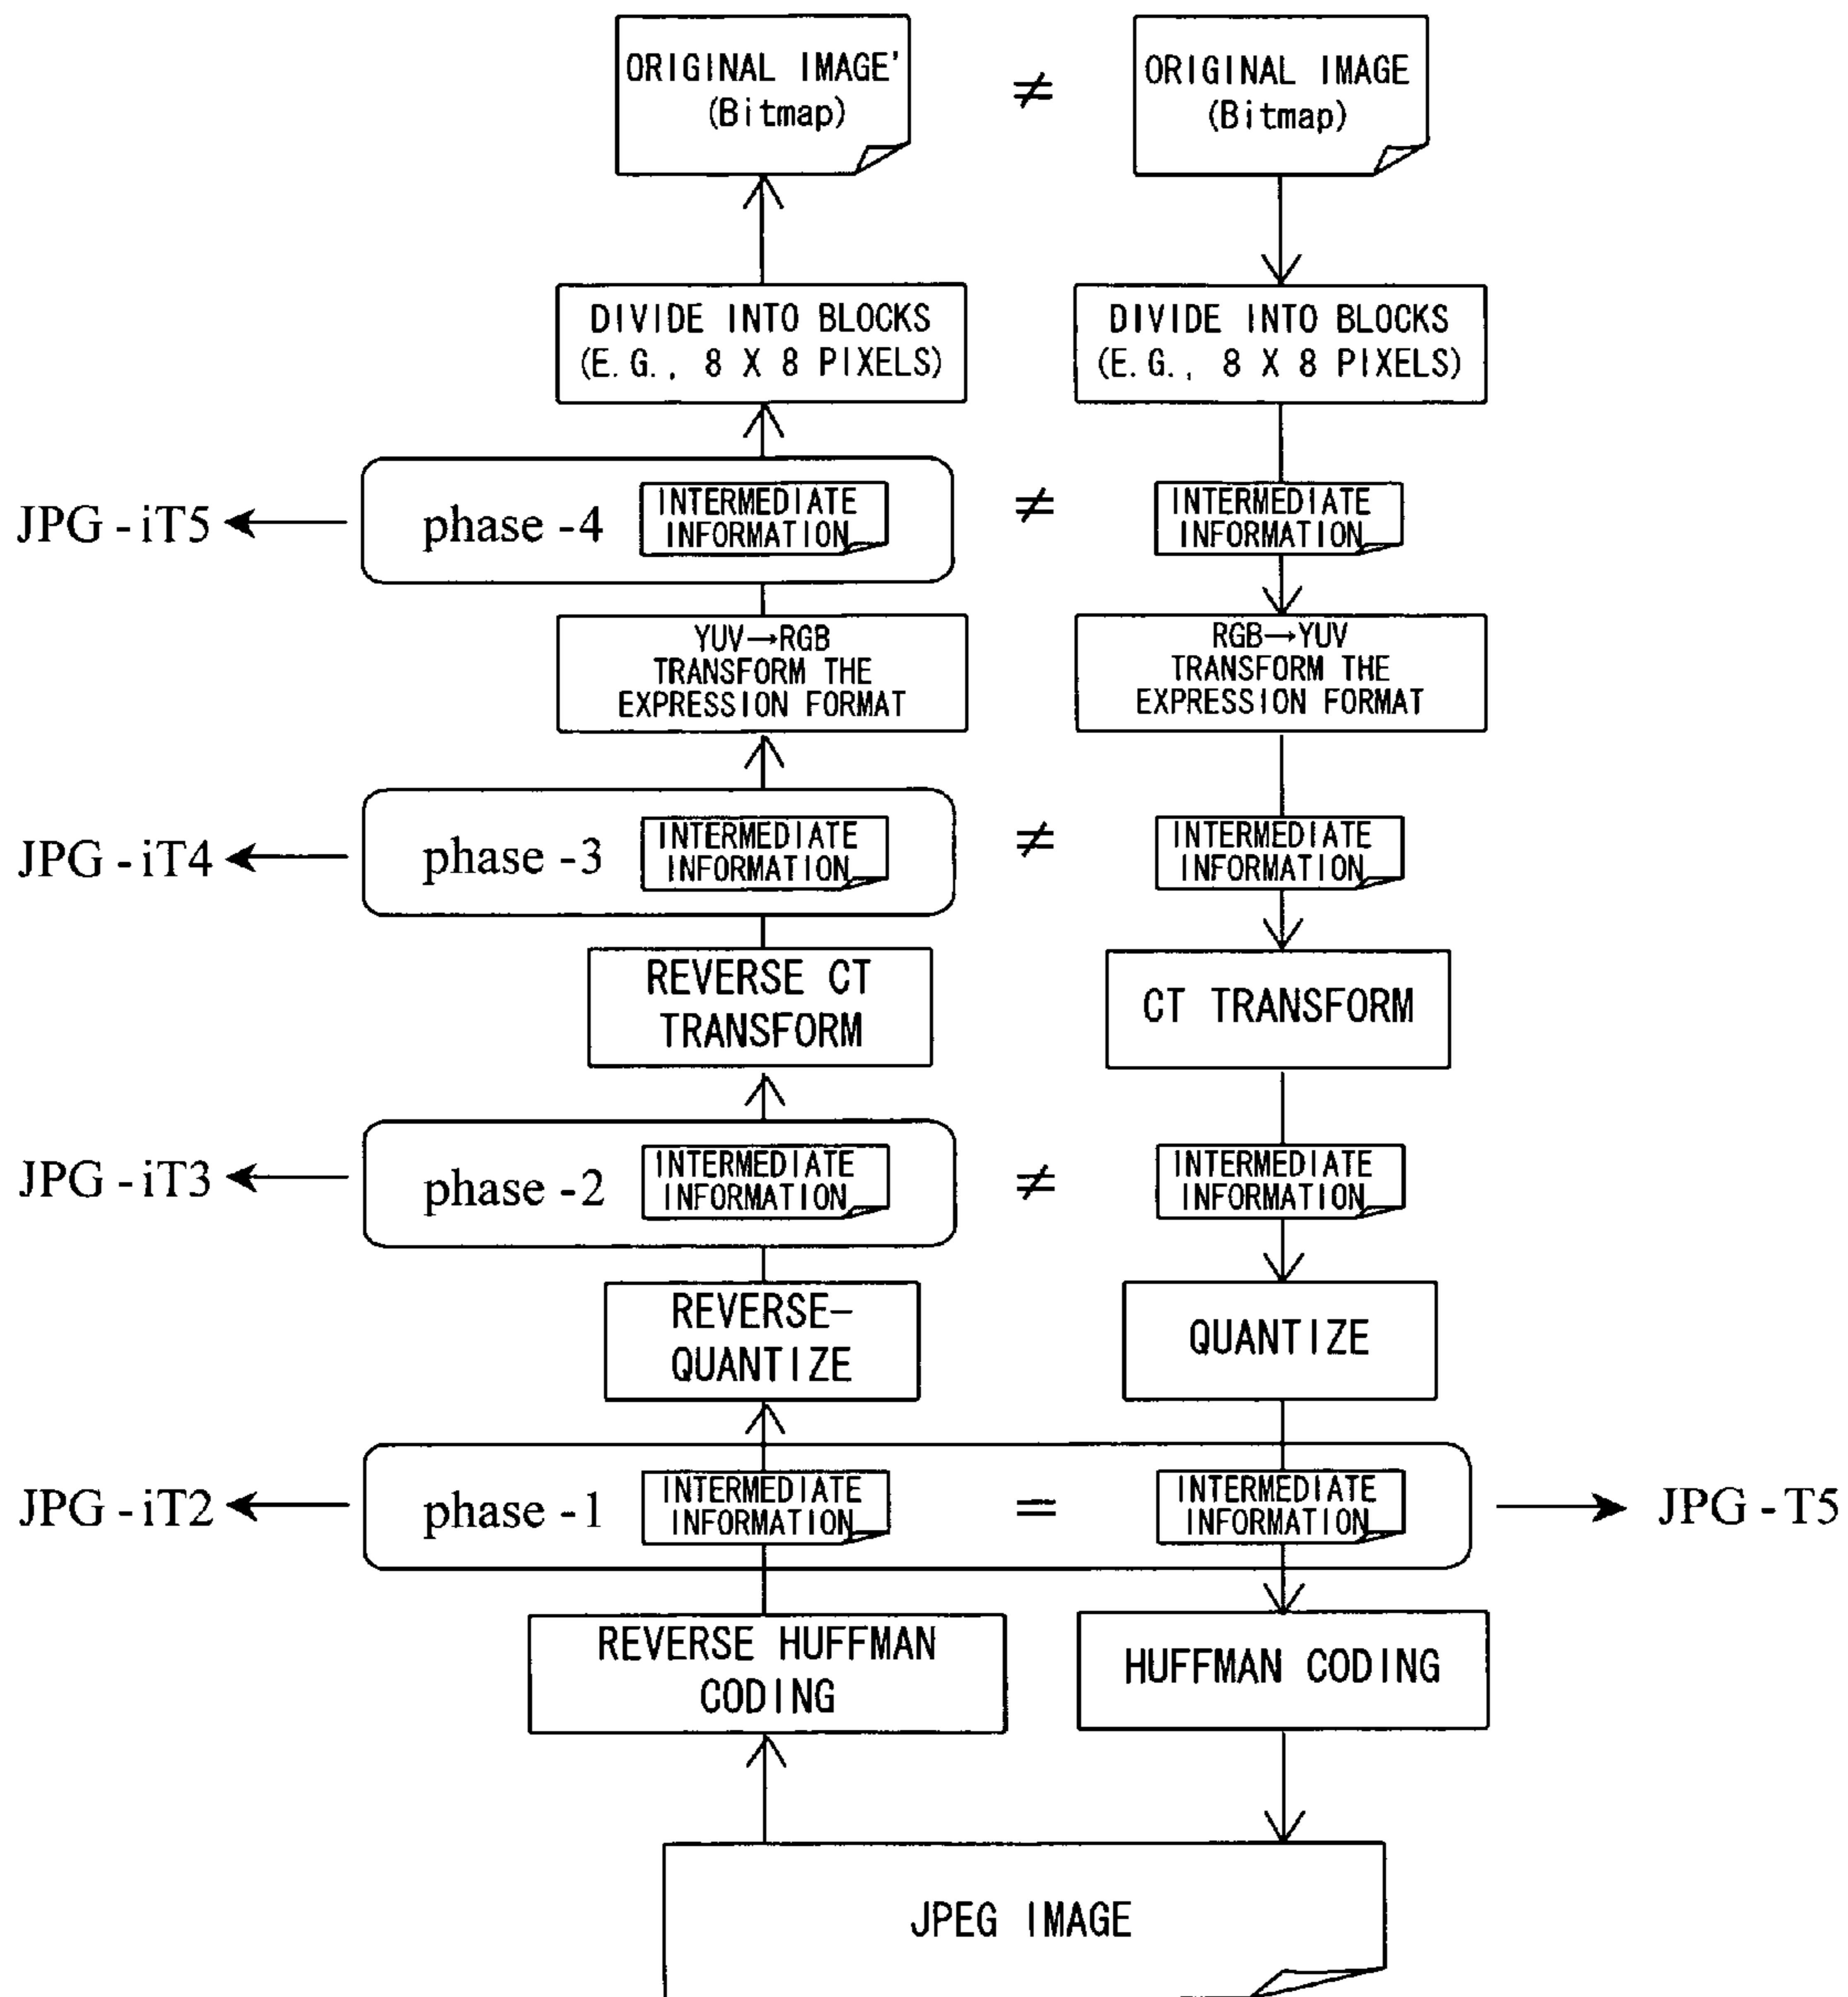 ORIGINAL IMAGE'
(Bitmap)
≠
ORIGINAL IMAGE
(Bitmap)
DIVIDE INTO BLOCKS
(E.G., 8 X 8 PIXELS)
DIVIDE INTO BLOCKS
(E.G., 8 X 8 PIXELS)
JPG - iT5
phase -4
INTERMEDIATE
INFORMATION
≠
INTERMEDIATE
INFORMATION
YUV→RGB
TRANSFORM THE
EXPRESSION FORMAT
RGB→YUV
TRANSFORM THE
EXPRESSION FORMAT
JPG - iT4
phase -3
INTERMEDIATE
INFORMATION
≠
INTERMEDIATE
INFORMATION
REVERSE CT
TRANSFORM
CT TRANSFORM
JPG - iT3
phase -2
INTERMEDIATE
INFORMATION
≠
INTERMEDIATE
INFORMATION
REVERSE-
QUANTIZE
QUANTIZE
JPG - iT2
phase -1
INTERMEDIATE
INFORMATION
=
INTERMEDIATE
INFORMATION
JPG - T5
REVERSE HUFFMAN
CODING
HUFFMAN CODING
JPEG IMAGE